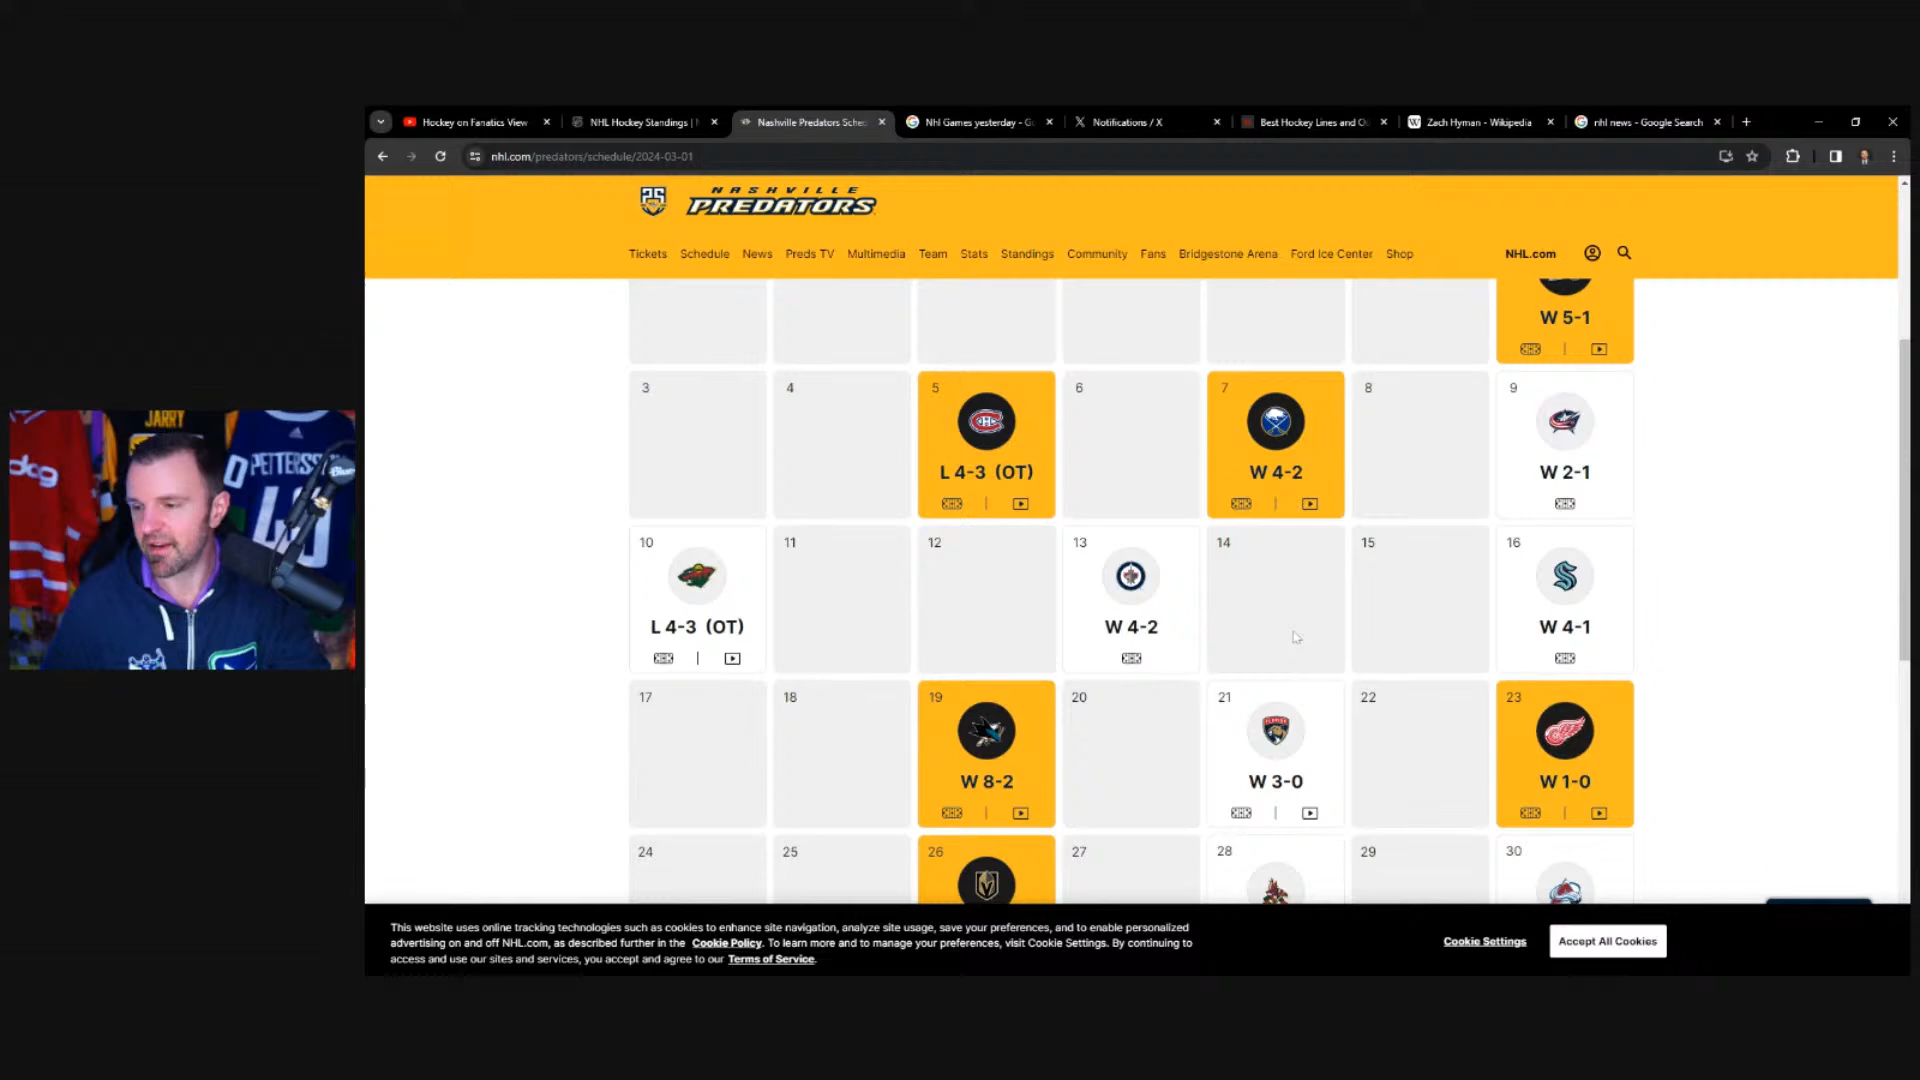 Hockey on Fanatics View
NHL Hockey Standings |
Nashville Predators Sche
Nhl Games yesterday - G
Notifications / X
Best Hockey Lines and O
Zach Hyman - Wikipedia
nhl news - Google Search
nhl.com/predators/schedule/2024-03-01
NASHVILLE
PREDATORS
Tickets Schedule News Preds TV Multimedia Team Stats Standings Community Fans Bridgestone Arena Ford Ice Center Shop
NHL.com
W 5-1
3 4 5 6 7 8 9
L 4-3 (OT) W 4-2 W 2-1
10 11 12 13 14 15 16
L 4-3 (OT) W 4-2 W 4-1
17 18 19 20 21 22 23
W 8-2 W 3-0 W 1-0
24 25 26 27 28 29 30
This website uses online tracking technologies such as cookies to enhance site navigation, analyze site usage, save your preferences, and to enable personalized
advertising on and off NHL.com, as described further in the Cookie Policy. To learn more and to manage your preferences, visit Cookie Settings. By continuing to
access and use our sites and services, you accept and agree to our Terms of Service.
Cookie Settings
Accept All Cookies
JARRY
PETTERSS
40